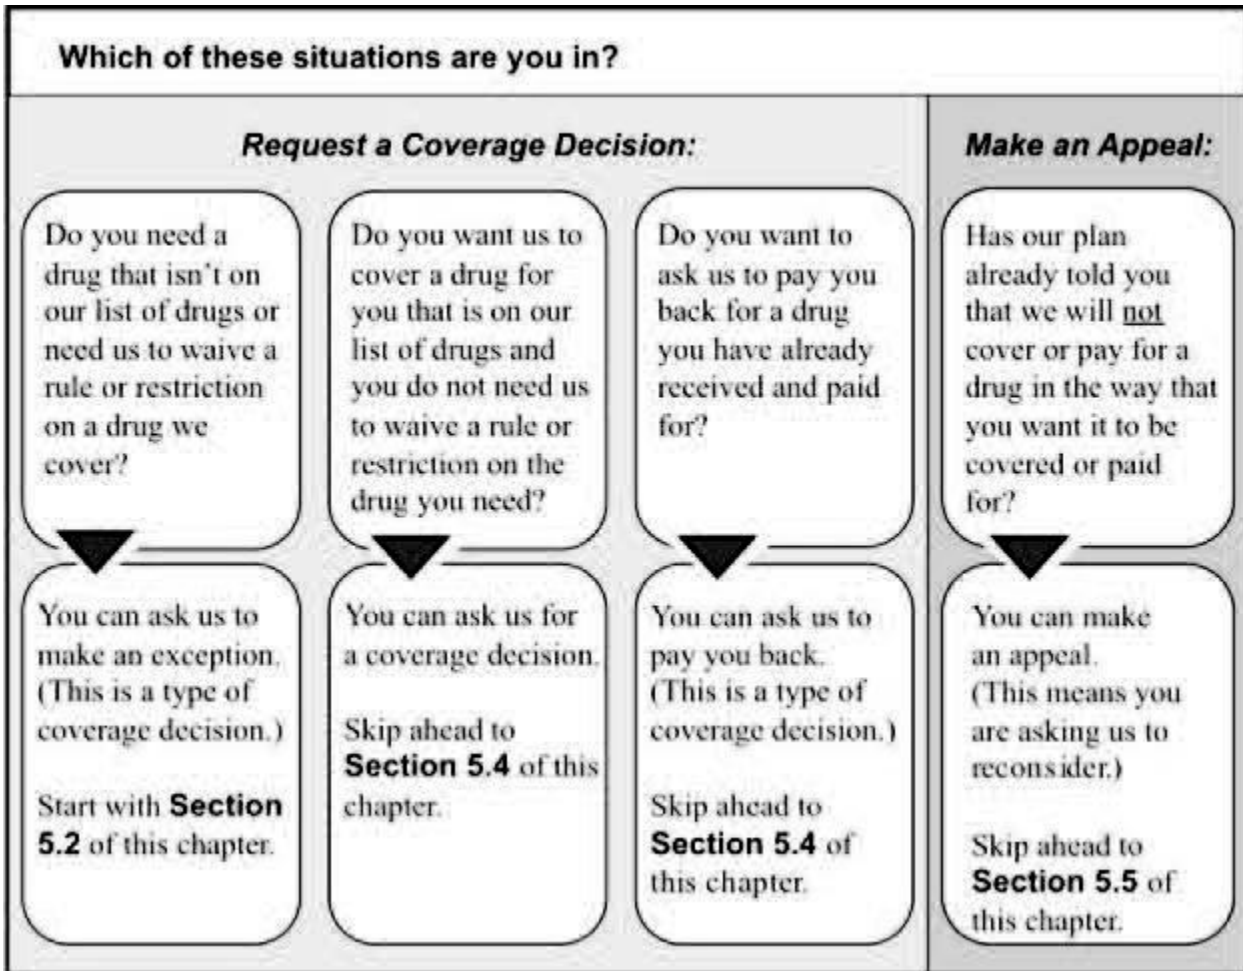 Which of these situations are you in?
Request a Coverage Decision:
Do you need a
drug that isn't on
our list of drugs or
need us to waive a
rule or restriction
on a drug we
cover?
You can ask us to
make an exception.
(This is a type of
coverage decision.)
Start with Section
5.2 of this chapter.
Do you want us to
cover a drug for
you that is on our
list of drugs and
you do not need us
to waive a rule or
restriction on the
drug you need?
You can ask us for
a coverage decision.
Skip ahead to
Section 5.4 of this
chapter.
Do you want to
ask us to pay you
back for a drug
you have already
received and paid
for?
You can ask us to
pay you back.
(This is a type of
coverage decision.)
Skip ahead to
Section 5.4 of
this chapter.
Make an Appeal:
Has our plan
already told you
that we will not
cover or pay for a
drug in the way that
you want it to be
covered or paid
for?
You can make
an appeal.
(This means you
are asking us to
reconsider.)
Skip ahead to
Section 5.5 of
this chapter.